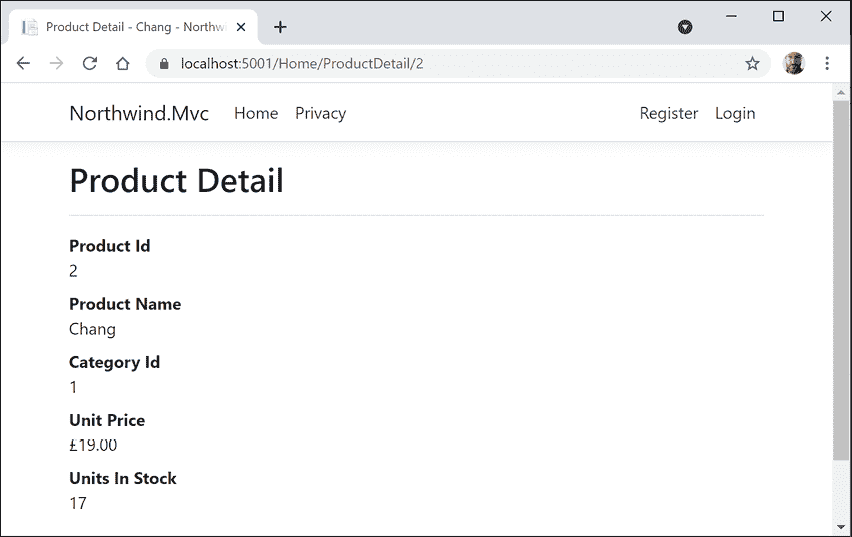 Product Detail - Chang - Northw
localhost:5001/Home/ProductDetail/2
Northwind.Mvc Home Privacy Register Login
Product Detail
Product Id
2
Product Name
Chang
Category Id
1
Unit Price
£19.00
Units In Stock
17